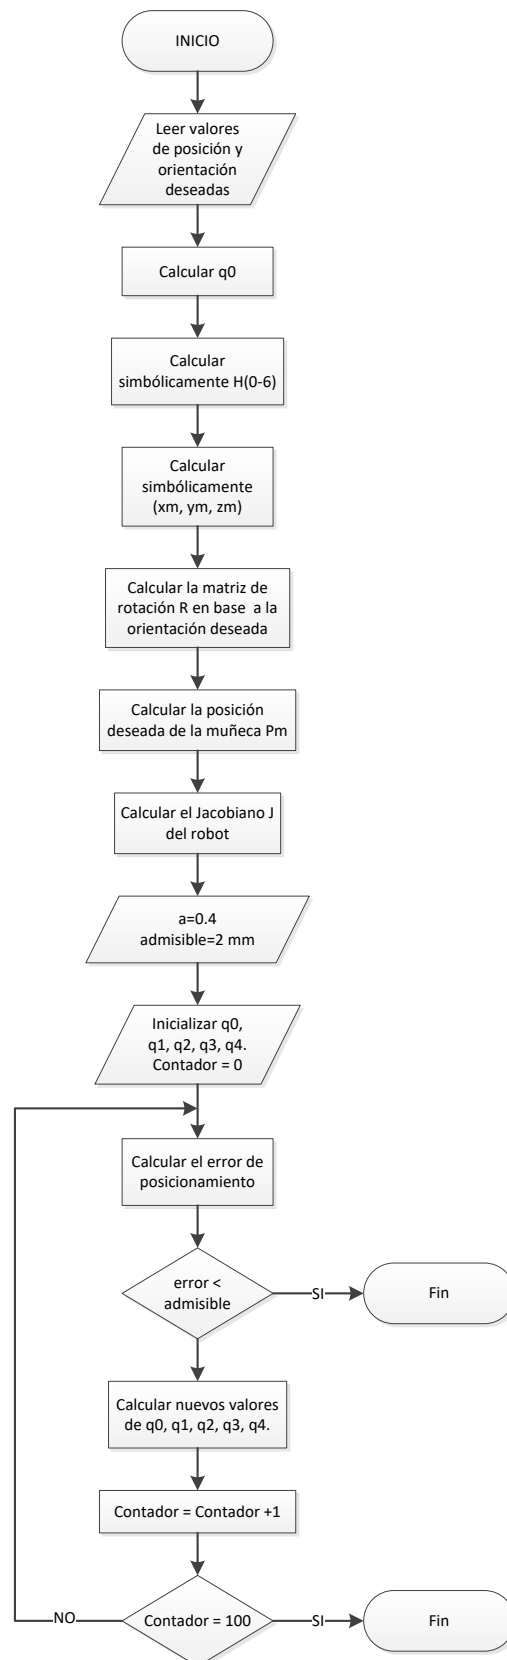 INICIO
Leer valores
de posición y
orientación
deseadas
Calcular q0
Calcular
simbólicamente H(0-6)
Calcular
simbólicamente
(xm, ym, zm)
Calcular la matriz de
rotación R en base a la
orientación deseada
Calcular la posición
deseada de la muñeca Pm
Calcular el Jacobiano J
del robot
a=0.4
admisible=2 mm
Inicializar q0,
q1, q2, q3, q4.
Contador = 0
Calcular el error de
posicionamiento
error <
admisible
SI
Fin
Calcular nuevos valores
de q0, q1, q2, q3, q4.
Contador = Contador +1
NO
Contador = 100
SI
Fin